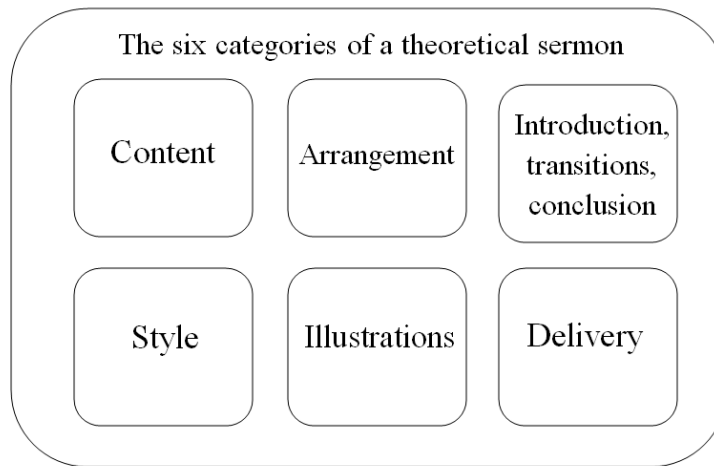 The six categories of a theoretical sermon
Content
Arrangement
Introduction,
transitions,
conclusion
Style
Illustrations
Delivery